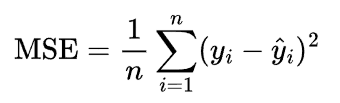 MSE = \frac{1}{n} \sum_{i=1}^{n} (y_i - \hat{y}_i)^2